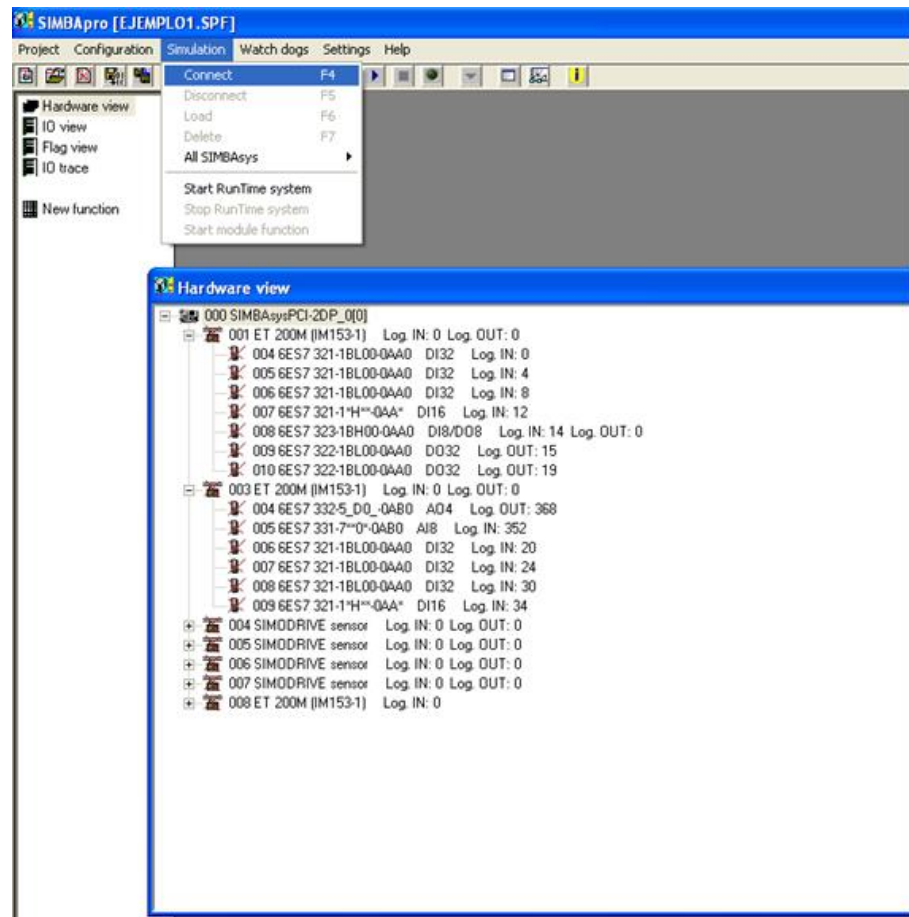 SIMBApro [EJEMPLO1.SPF]
Project Configuration Simulation Watch dogs Settings Help
Connect F4
Disconnect F5
Load F6
Delete F7
All SIMBAsys
Start RunTime system
Stop RunTime system
Start module function
Hardware view
IO view
Flag view
IO trace
New function
Hardware view
000 SIMBAsysPCI-2DP_0[0]
001 ET 200M (IM153-1) Log. IN: 0 Log. OUT: 0
004 6ES7 321-1BL00-0AA0 DI32 Log. IN: 0
005 6ES7 321-1BL00-0AA0 DI32 Log. IN: 4
006 6ES7 321-1BL00-0AA0 DI32 Log. IN: 8
007 6ES7 321-1*H**-0AA* DI16 Log. IN: 12
008 6ES7 323-1BH00-0AA0 DI8/DO8 Log. IN: 14 Log. OUT: 0
009 6ES7 322-1BL00-0AA0 DO32 Log. OUT: 15
010 6ES7 322-1BL00-0AA0 DO32 Log. OUT: 19
003 ET 200M (IM153-1) Log. IN: 0 Log. OUT: 0
004 6ES7 332-5_D0_-0AB0 AO4 Log. OUT: 368
005 6ES7 331-7**0*-0AB0 AI8 Log. IN: 352
006 6ES7 321-1BL00-0AA0 DI32 Log. IN: 20
007 6ES7 321-1BL00-0AA0 DI32 Log. IN: 24
008 6ES7 321-1BL00-0AA0 DI32 Log. IN: 30
009 6ES7 321-1*H**-0AA* DI16 Log. IN: 34
004 SIMODRIVE sensor Log. IN: 0 Log. OUT: 0
005 SIMODRIVE sensor Log. IN: 0 Log. OUT: 0
006 SIMODRIVE sensor Log. IN: 0 Log. OUT: 0
007 SIMODRIVE sensor Log. IN: 0 Log. OUT: 0
008 ET 200M (IM153-1) Log. IN: 0